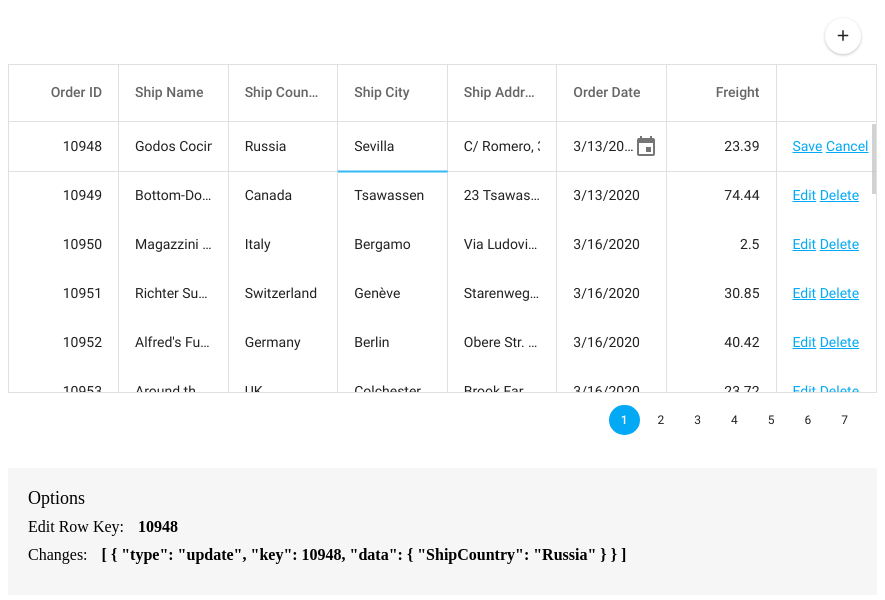 +
Order ID Ship Name Ship Coun... Ship City Ship Addr... Order Date Freight
10948 Godos Cocir Russia Sevilla C/ Romero, 3/13/20... 23.39 Save Cancel
10949 Bottom-Do... Canada Tsawassen 23 Tsawas... 3/13/2020 74.44 Edit Delete
10950 Magazzini ... Italy Bergamo Via Ludovi... 3/16/2020 2.5 Edit Delete
10951 Richter Su... Switzerland Genève Starenweg... 3/16/2020 30.85 Edit Delete
10952 Alfred's Fu... Germany Berlin Obere Str. ... 3/16/2020 40.42 Edit Delete
10953 Around th... UK Colchester Brook Far... 3/16/2020 23.72 Edit Delete
1 2 3 4 5 6 7
Options
Edit Row Key: 10948
Changes: [ { "type": "update", "key": 10948, "data": { "ShipCountry": "Russia" } } ]